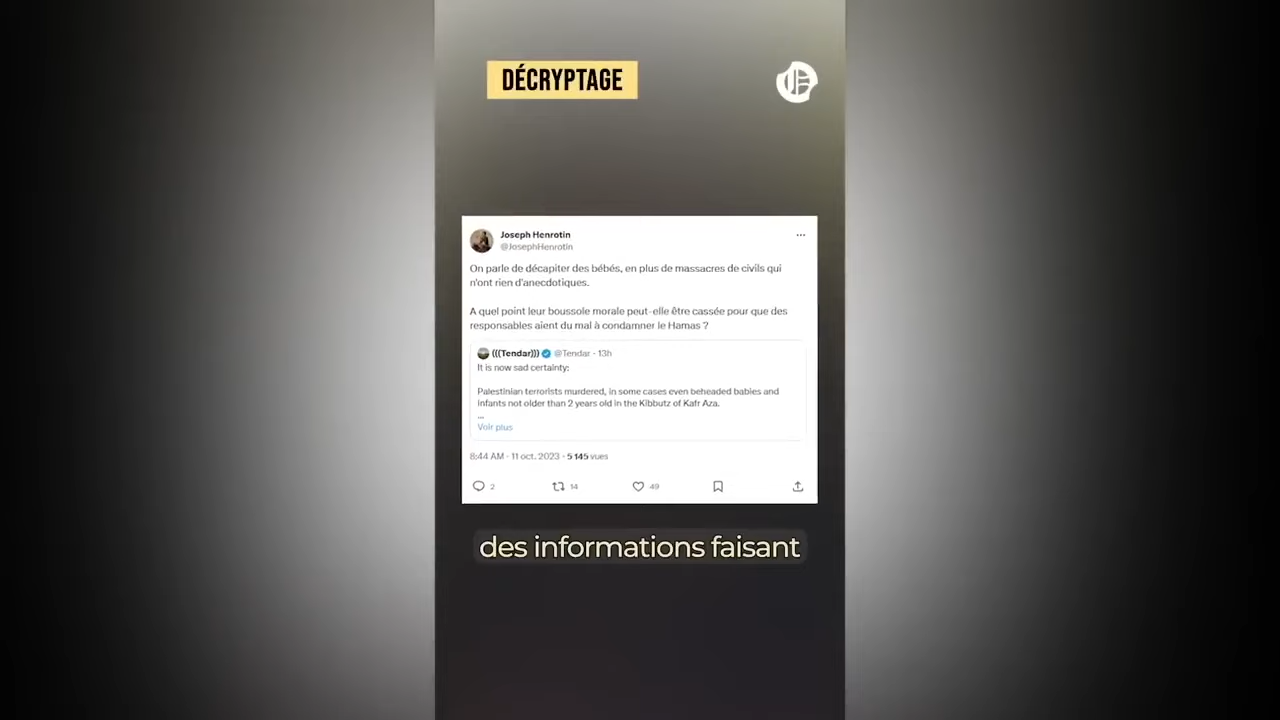 DÉCRYPTAGE
Joseph Henrotin
@JosephHenrotin
On parle de décapiter des bébés, en plus de massacres de civils qui
n'ont rien d'anecdotiques.
A quel point leur boussole morale peut-elle être cassée pour que des
responsables aient du mal à condamner le Hamas ?
(((Tendar))) @Tendar · 13h
It is now sad certainty:
Palestinian terrorists murdered, in some cases even beheaded babies and
infants not older than 2 years old in the Kibbutz of Kafr Aza.
...
Voir plus
8:44 AM · 11 oct. 2023 · 5 145 vues
2 14 49
des informations faisant